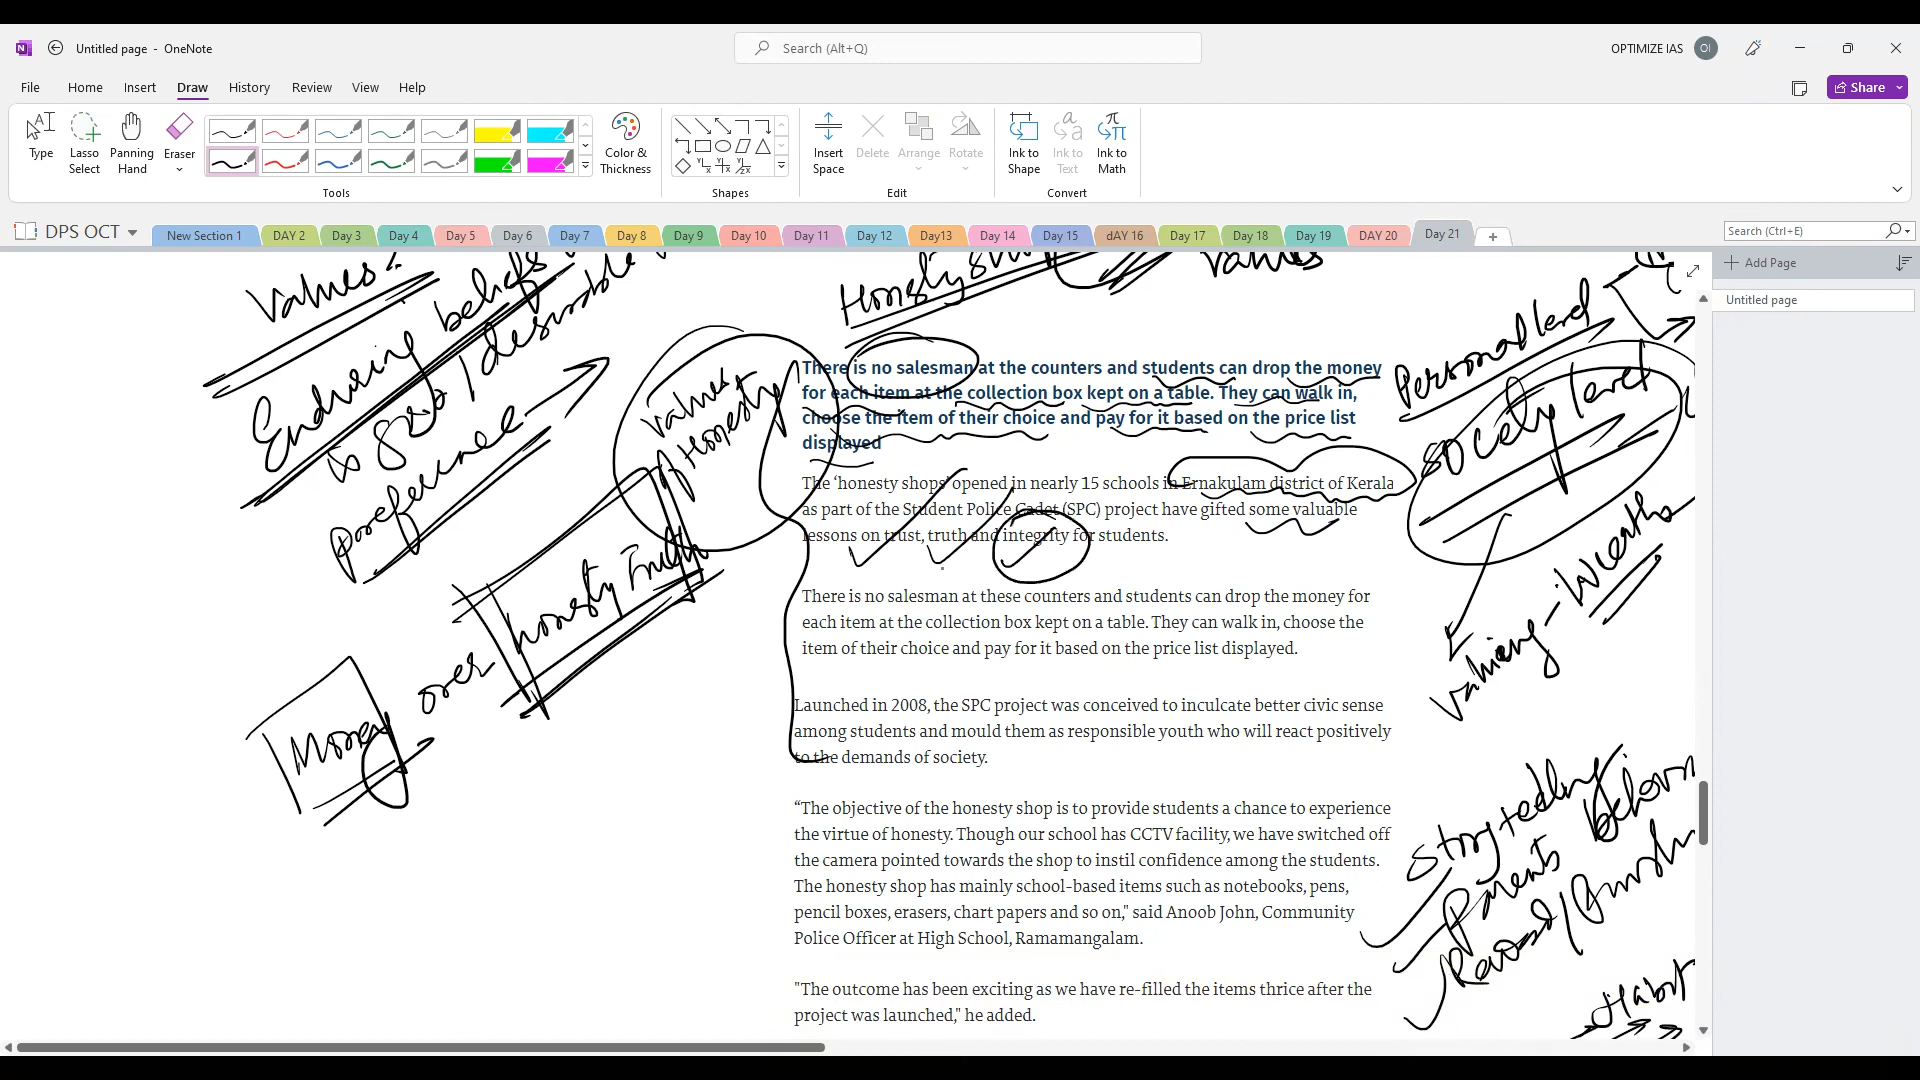 Untitled page - OneNote
Search (Alt+Q)
OPTIMIZE IAS
OI
File Home Insert Draw History Review View Help
Share
Type
Lasso Select
Panning Hand
Eraser
Color & Thickness
Insert Space
Delete
Arrange
Rotate
Ink to Shape
Ink to Text
Ink to Math
Tools
Shapes
Edit
Convert
DPS OCT
New Section 1 DAY 2 Day 3 Day 4 Day 5 Day 6 Day 7 Day 8 Day 9 Day 10 Day 11 Day 12 Day13 Day 14 Day 15 dAY 16 Day 17 Day 18 Day 19 DAY 20 Day 21
Search (Ctrl+E)
Add Page
Untitled page
Values
Enduring beliefs
desirable
preference
Values
Honesty
honesty Truth
over
Money
Honesty
Values
There is no salesman at the counters and students can drop the money
for each item at the collection box kept on a table. They can walk in,
choose the item of their choice and pay for it based on the price list
displayed
The ‘honesty shops’ opened in nearly 15 schools in Ernakulam district of Kerala
as part of the Student Police Cadet (SPC) project have gifted some valuable
lessons on trust, truth and integrity for students.
There is no salesman at these counters and students can drop the money for
each item at the collection box kept on a table. They can walk in, choose the
item of their choice and pay for it based on the price list displayed.
Launched in 2008, the SPC project was conceived to inculcate better civic sense
among students and mould them as responsible youth who will react positively
to the demands of society.
“The objective of the honesty shop is to provide students a chance to experience
the virtue of honesty. Though our school has CCTV facility, we have switched off
the camera pointed towards the shop to instil confidence among the students.
The honesty shop has mainly school-based items such as notebooks, pens,
pencil boxes, erasers, chart papers and so on," said Anoob John, Community
Police Officer at High School, Ramamangalam.
"The outcome has been exciting as we have re-filled the items thrice after the
project was launched," he added.
Personal level
Society level
Valuing - Wealth
Storytelling
Parents
Habit